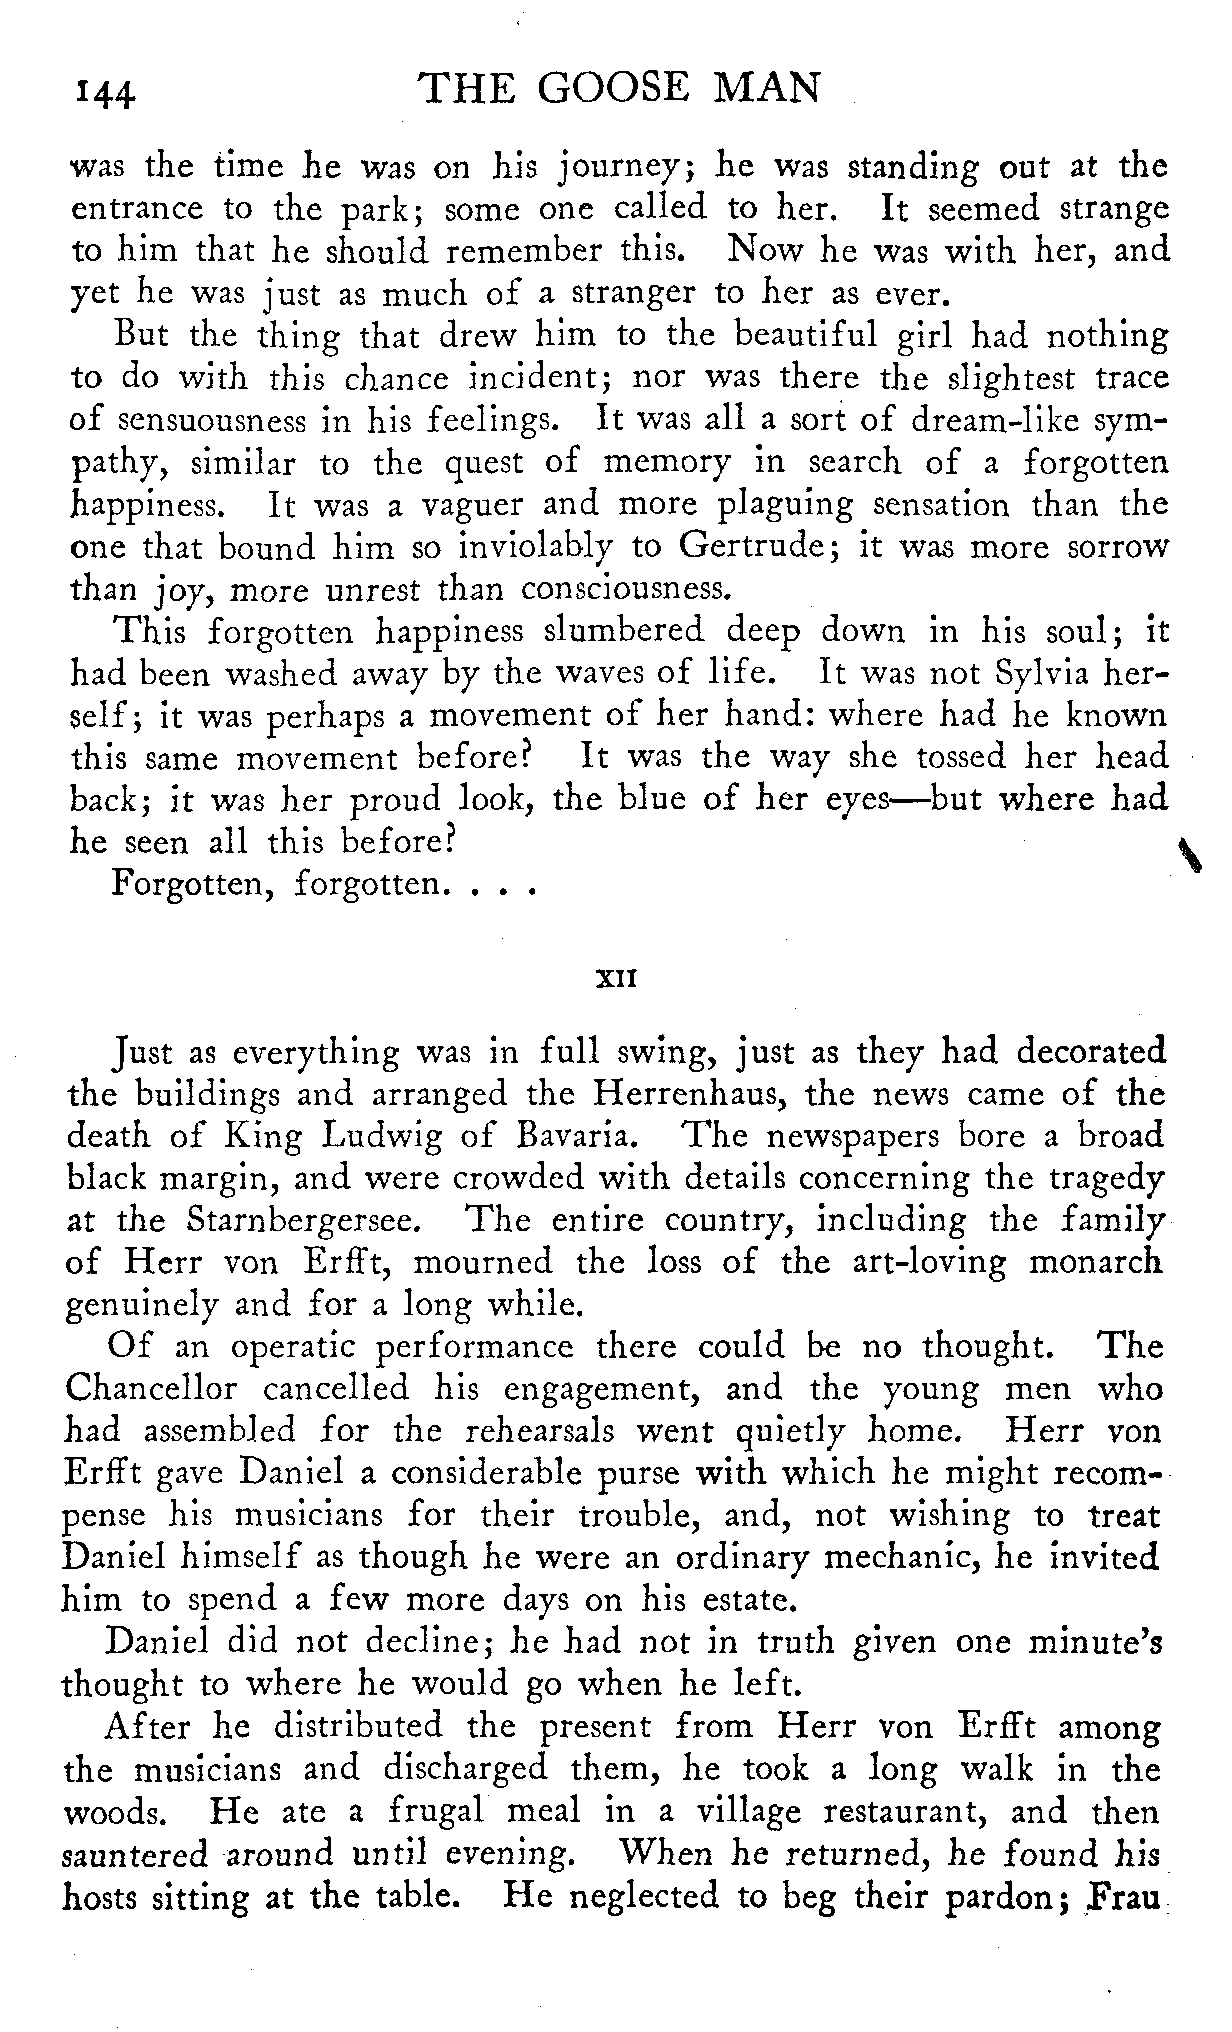 144 THE GOOSE MAN
was the time he was on his journey; he was standing out at the
entrance to the park; some one called to her. It seemed strange
to him that he should remember this. Now he was with her, and
yet he was just as much of a stranger to her as ever.
But the thing that drew him to the beautiful girl had nothing
to do with this chance incident; nor was there the slightest trace
of sensuousness in his feelings. It was all a sort of dream-like sym-
pathy, similar to the quest of memory in search of a forgotten
happiness. It was a vaguer and more plaguing sensation than the
one that bound him so inviolably to Gertrude; it was more sorrow
than joy, more unrest than consciousness.
This forgotten happiness slumbered deep down in his soul; it
had been washed away by the waves of life. It was not Sylvia her-
self; it was perhaps a movement of her hand: where had he known
this same movement before? It was the way she tossed her head
back; it was her proud look, the blue of her eyes—but where had
he seen all this before?
Forgotten, forgotten. . . .
XII
Just as everything was in full swing, just as they had decorated
the buildings and arranged the Herrenhaus, the news came of the
death of King Ludwig of Bavaria. The newspapers bore a broad
black margin, and were crowded with details concerning the tragedy
at the Starnbergersee. The entire country, including the family
of Herr von Erfft, mourned the loss of the art-loving monarch
genuinely and for a long while.
Of an operatic performance there could be no thought. The
Chancellor cancelled his engagement, and the young men who
had assembled for the rehearsals went quietly home. Herr von
Erfft gave Daniel a considerable purse with which he might recom-
pense his musicians for their trouble, and, not wishing to treat
Daniel himself as though he were an ordinary mechanic, he invited
him to spend a few more days on his estate.
Daniel did not decline; he had not in truth given one minute's
thought to where he would go when he left.
After he distributed the present from Herr von Erfft among
the musicians and discharged them, he took a long walk in the
woods. He ate a frugal meal in a village restaurant, and then
sauntered around until evening. When he returned, he found his
hosts sitting at the table. He neglected to beg their pardon; Frau